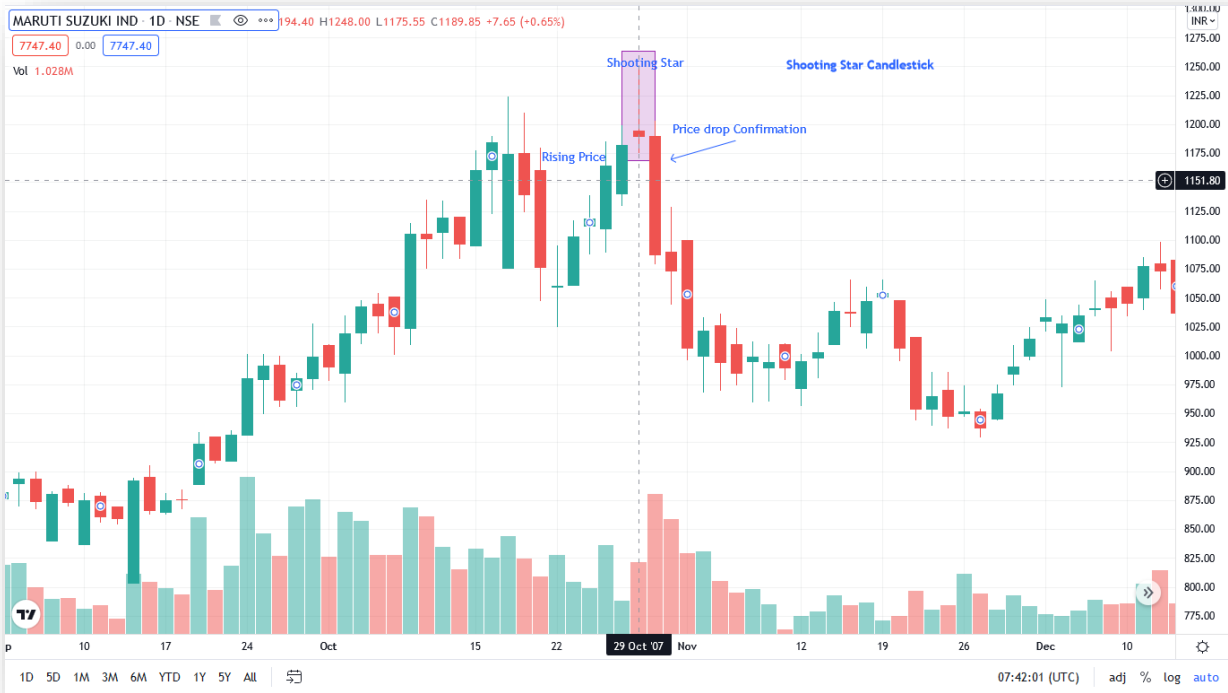 MARUTI SUZUKI IND · 1D · NSE 194.40 H1248.00 L1175.55 C1189.85 +7.65 (+0.65%)
7747.40 0.00 7747.40
Vol 1.028M
Shooting Star
Shooting Star Candlestick
Price drop Confirmation
Rising Price
1300.00
INR
1275.00
1250.00
1225.00
1200.00
1175.00
1151.80
1125.00
1100.00
1075.00
1050.00
1025.00
1000.00
975.00
950.00
925.00
900.00
875.00
850.00
825.00
800.00
775.00
10 17 24 Oct 15 22 29 Oct '07 Nov 12 19 26 Dec 10
1D 5D 1M 3M 6M YTD 1Y 5Y All 07:42:01 (UTC) adj % log auto